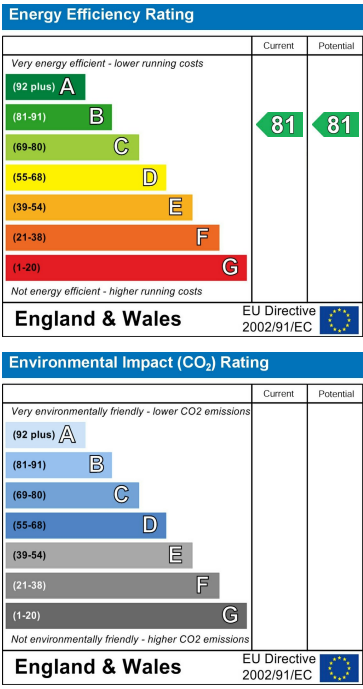 Energy Efficiency Rating
Current Potential
Very energy efficient - lower running costs
(92 plus) A
(81-91) B 81 81
(69-80) C
(55-68) D
(39-54) E
(21-38) F
(1-20) G
Not energy efficient - higher running costs
England & Wales EU Directive 2002/91/EC
Environmental Impact (CO₂) Rating
Current Potential
Very environmentally friendly - lower CO2 emissions
(92 plus) A
(81-91) B
(69-80) C
(55-68) D
(39-54) E
(21-38) F
(1-20) G
Not environmentally friendly - higher CO2 emissions
England & Wales EU Directive 2002/91/EC